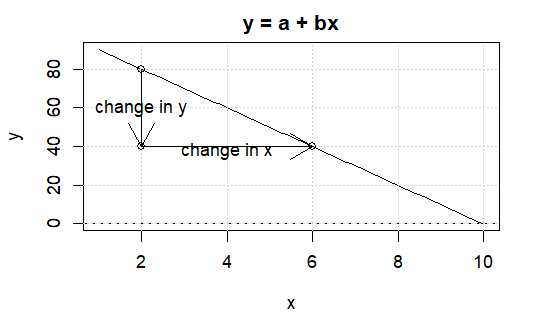 y = a + bx
80
60
40
20
0
y
change in y
change in x
2 4 6 8 10
x